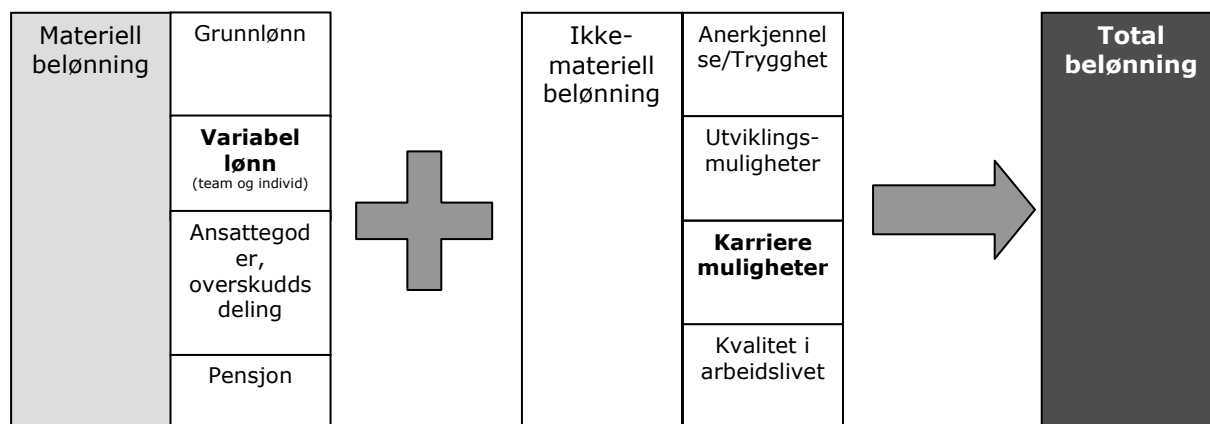 Materiell
belønning
Grunnlønn
Variabel
lønn
(team og individ)
Ansattegod
er,
overskudds
deling
Pensjon
Ikke-
materiell
belønning
Anerkjennel
se/Trygghet
Utviklings-
muligheter
Karriere
muligheter
Kvalitet i
arbeidslivet
Total
belønning